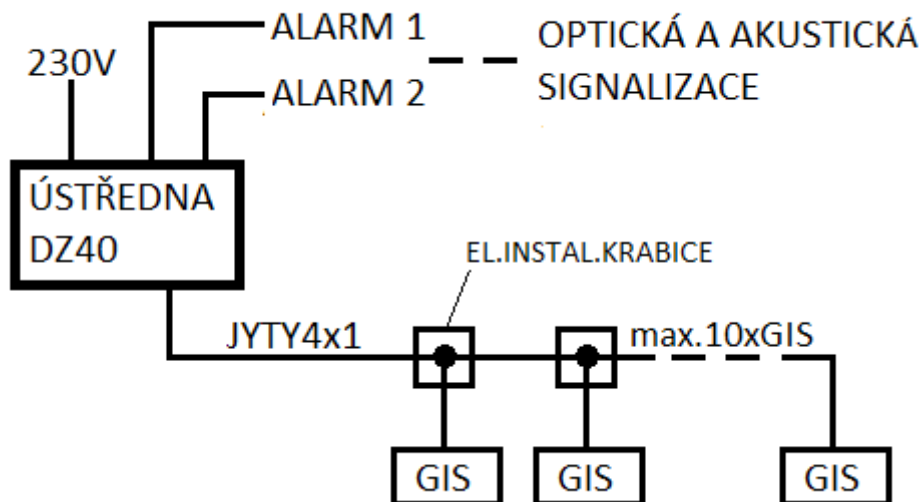 ALARM 1
OPTICKÁ A AKUSTICKÁ
230V
ALARM 2
SIGNALIZACE
ÚSTŘEDNA
DZ40
EL.INSTAL.KRABICE
JYTY4x1
max.10xGIS
GIS
GIS
GIS